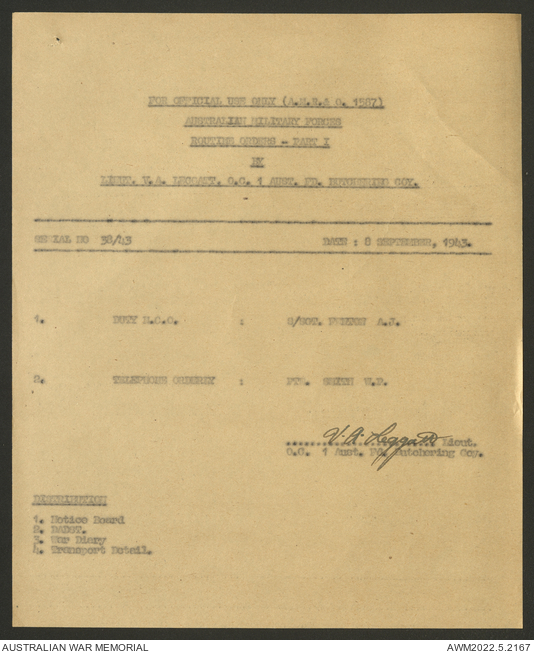 FOR OFFICIAL USE ONLY (A.M.R.& O. 1587)
AUSTRALIAN MILITARY FORCES
ROUTINE ORDERS - PART I
BY
LIEUT. V.A. LEGGATT. O.C. 1 AUST. FD. BUTCHERING COY.
SERIAL NO 38/43 DATE : 8 SEPTEMBER, 1943.
1. DUTY N.C.O. : S/SGT. A.J.
2. TELEPHONE ORDERLY : PTE. SMITH
V. A. Leggatt Lieut.
O.C. 1 Aust. FD. Butchering Coy.
DISTRIBUTION
1. Notice Board
2.
3. War Diary
4. Transport Detail.
AUSTRALIAN WAR MEMORIAL AWM2022.5.2167